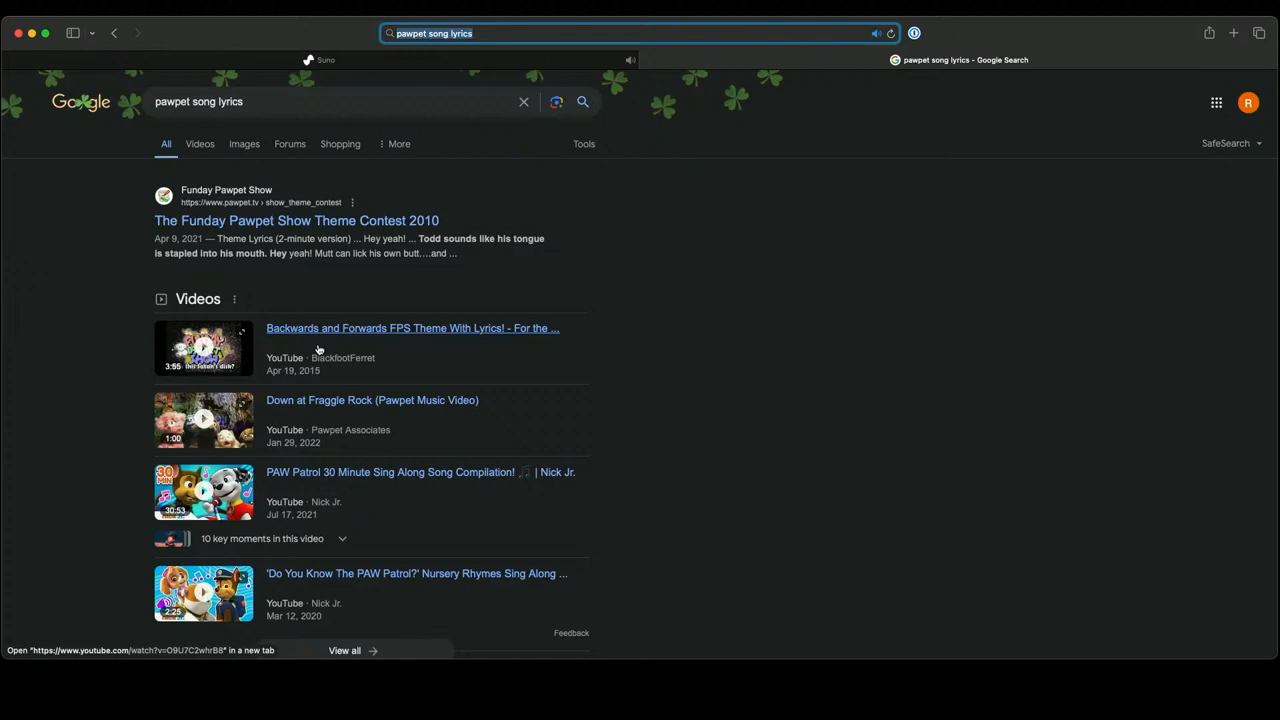 pawpet song lyrics
Suno
pawpet song lyrics - Google Search
Google
pawpet song lyrics
R
All
Videos
Images
Forums
Shopping
More
Tools
SafeSearch
Funday Pawpet Show
https://www.pawpet.tv › show_theme_contest
The Funday Pawpet Show Theme Contest 2010
Apr 9, 2021 — Theme Lyrics (2-minute version) ... Hey yeah! ... Todd sounds like his tongue
is stapled into his mouth. Hey yeah! Mutt can lick his own butt….and ...
Videos
Backwards and Forwards FPS Theme With Lyrics! - For the ...
3:55
YouTube · BlackfootFerret
Apr 19, 2015
Down at Fraggle Rock (Pawpet Music Video)
1:00
YouTube · Pawpet Associates
Jan 29, 2022
30
MIN
PAW Patrol 30 Minute Sing Along Song Compilation! 🎵 | Nick Jr.
30:53
YouTube · Nick Jr.
Jul 17, 2021
10 key moments in this video
'Do You Know The PAW Patrol?' Nursery Rhymes Sing Along ...
2:25
YouTube · Nick Jr.
Mar 12, 2020
Feedback
View all
Open "https://www.youtube.com/watch?v=O9U7C2whrB8" in a new tab